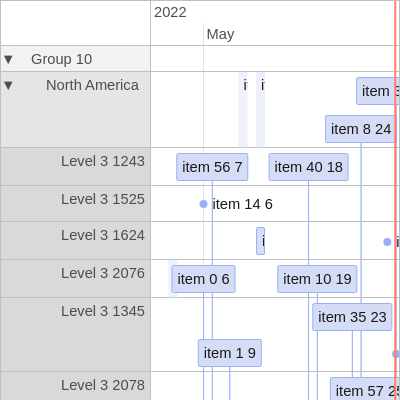 2022
May
▼ Group 10
▼ North America
item 8 24
Level 3 1243
item 56 7
item 40 18
Level 3 1525
item 14 6
Level 3 1624
Level 3 2076
item 0 6
item 10 19
Level 3 1345
item 35 23
item 1 9
Level 3 2078
item 57